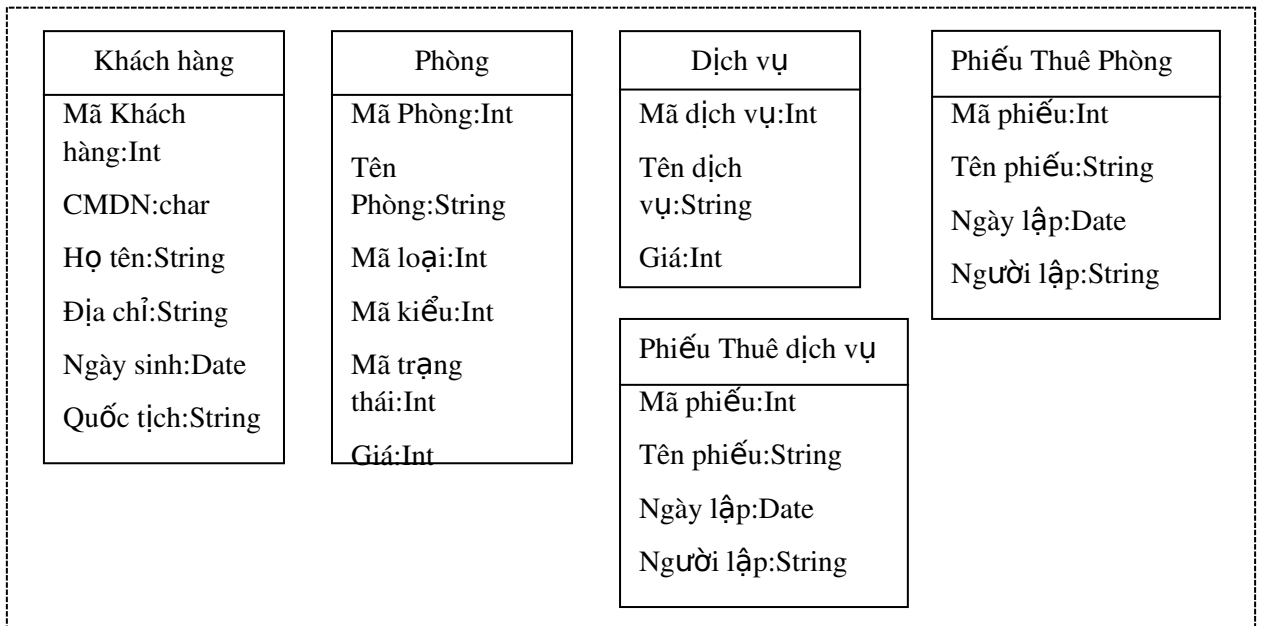 Khách hàng
Mã Khách
hàng:Int
CMDN:char
Họ tên:String
Địa chỉ:String
Ngày sinh:Date
Quốc tịch:String
Phòng
Mã Phòng:Int
Tên
Phòng:String
Mã loại:Int
Mã kiểu:Int
Mã trạng
thái:Int
Giá:Int
Dịch vụ
Mã dịch vụ:Int
Tên dịch
vụ:String
Giá:Int
Phiếu Thuê dịch vụ
Mã phiếu:Int
Tên phiếu:String
Ngày lập:Date
Người lập:String
Phiếu Thuê Phòng
Mã phiếu:Int
Tên phiếu:String
Ngày lập:Date
Người lập:String